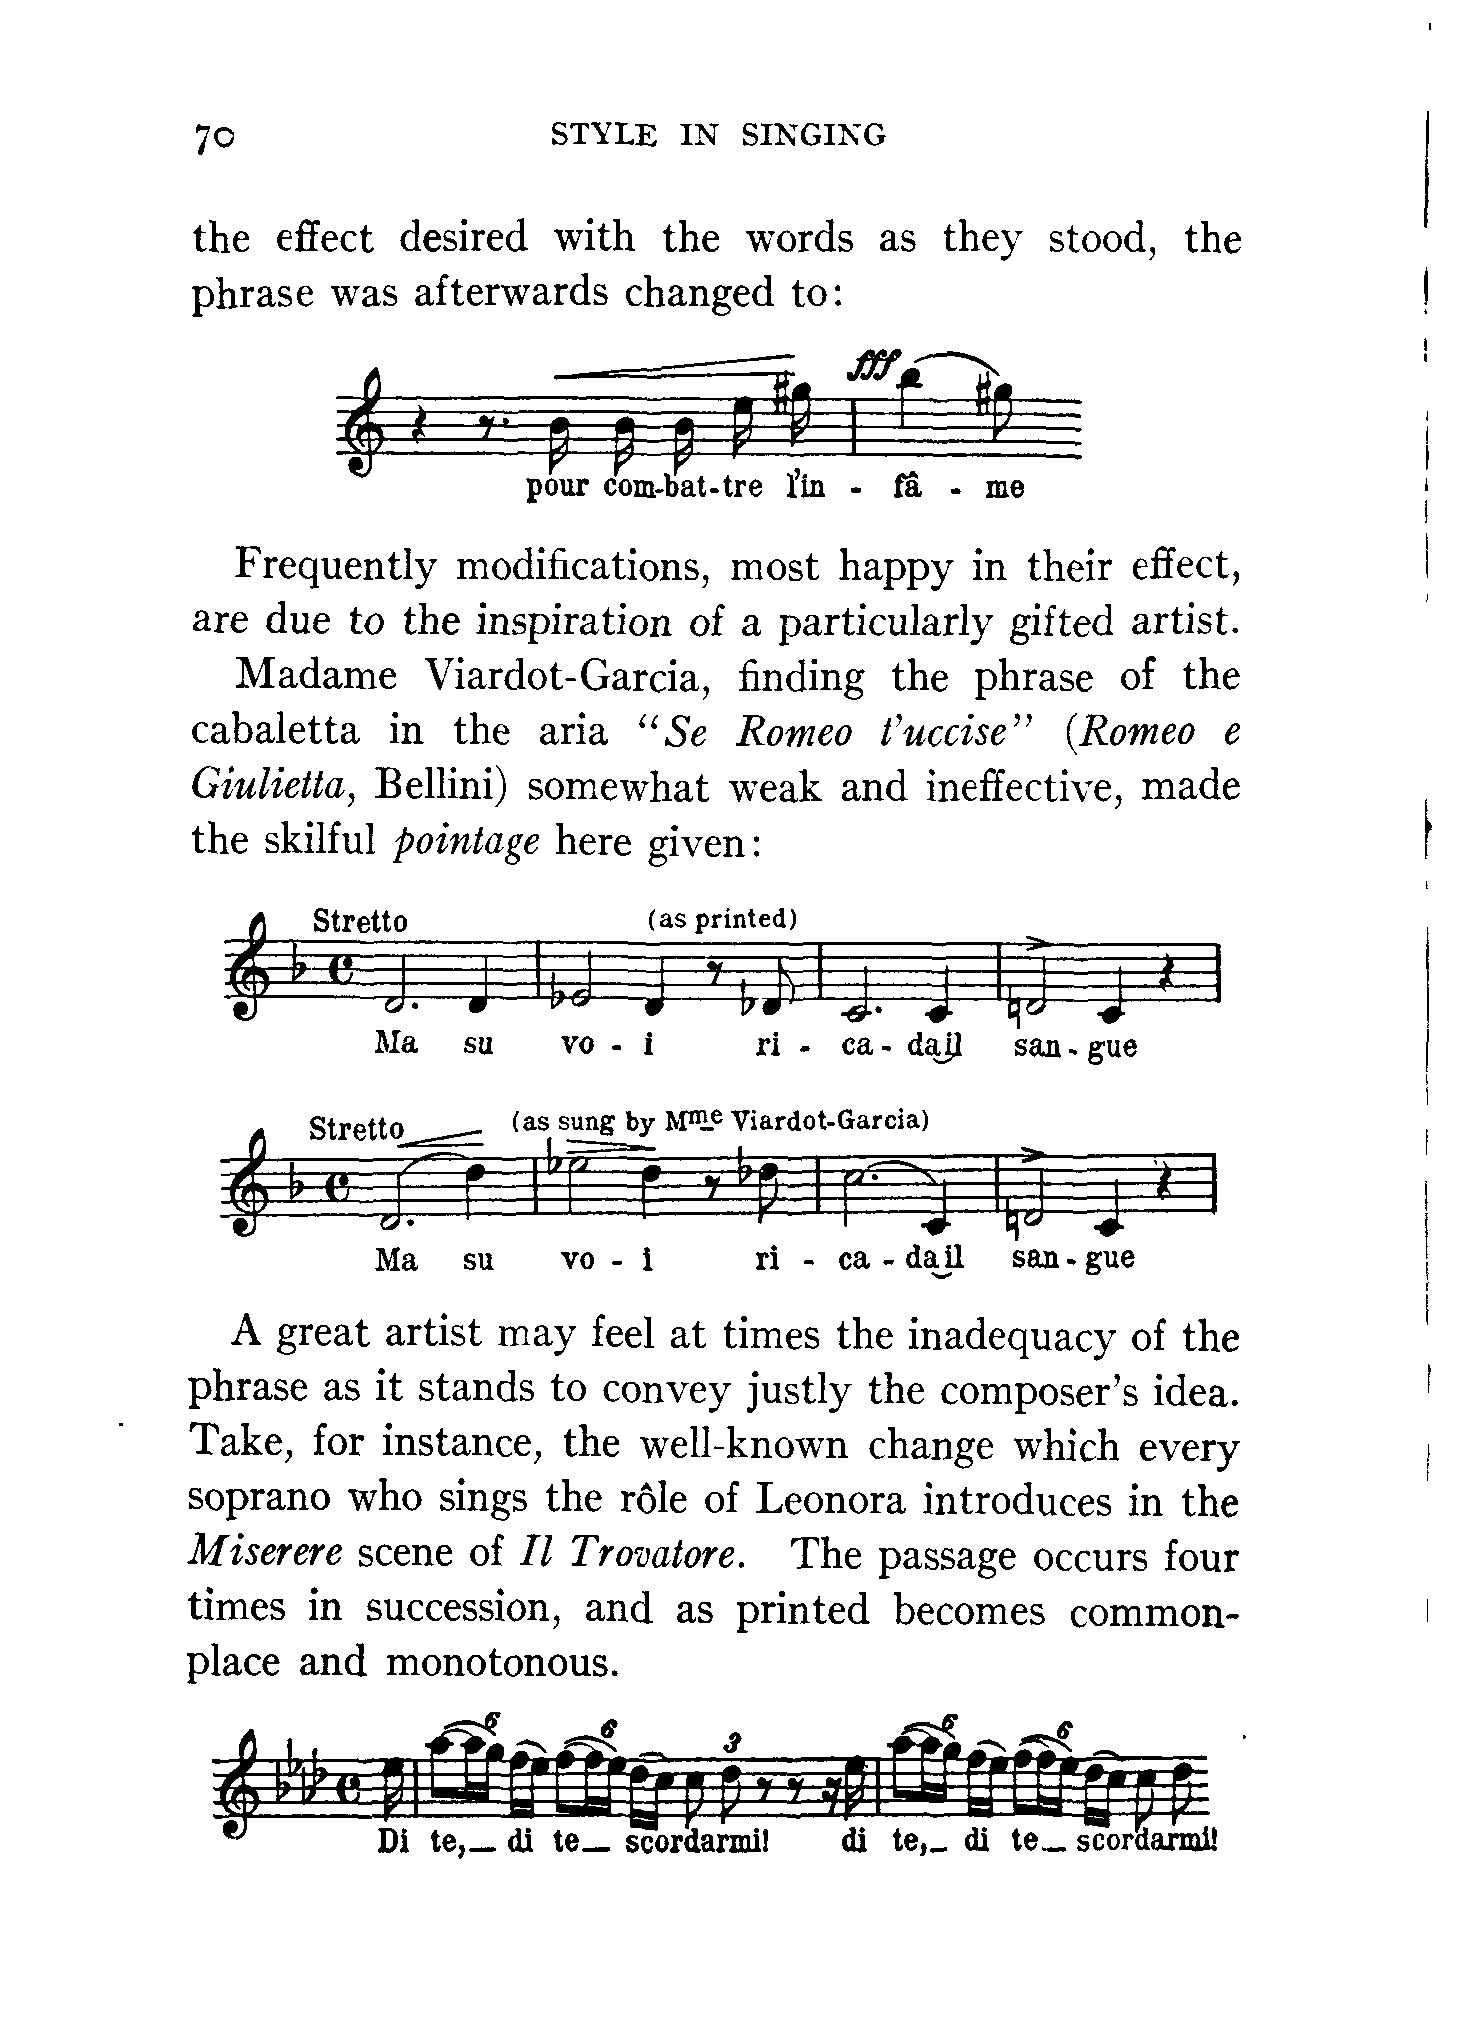 70 STYLE IN SINGING
the effect desired with the words as they stood, the
phrase was afterwards changed to:
fff
pour com-bat-tre l'in - fâ - me
Frequently modifications, most happy in their effect,
are due to the inspiration of a particularly gifted artist.
Madame Viardot-Garcia, finding the phrase of the
cabaletta in the aria "Se Romeo t'uccise" (Romeo e
Giulietta, Bellini) somewhat weak and ineffective, made
the skilful pointage here given:
Stretto (as printed)
Ma su vo - i ri - ca - da il san - gue
Stretto (as sung by Mme Viardot-Garcia)
Ma su vo - i ri - ca - da il san - gue
A great artist may feel at times the inadequacy of the
phrase as it stands to convey justly the composer's idea.
Take, for instance, the well-known change which every
soprano who sings the rôle of Leonora introduces in the
Miserere scene of Il Trovatore. The passage occurs four
times in succession, and as printed becomes common-
place and monotonous.
6 6 3 6 6
Di te,_ di te_ scordarmi! di te,_ di te_ scordarmi!